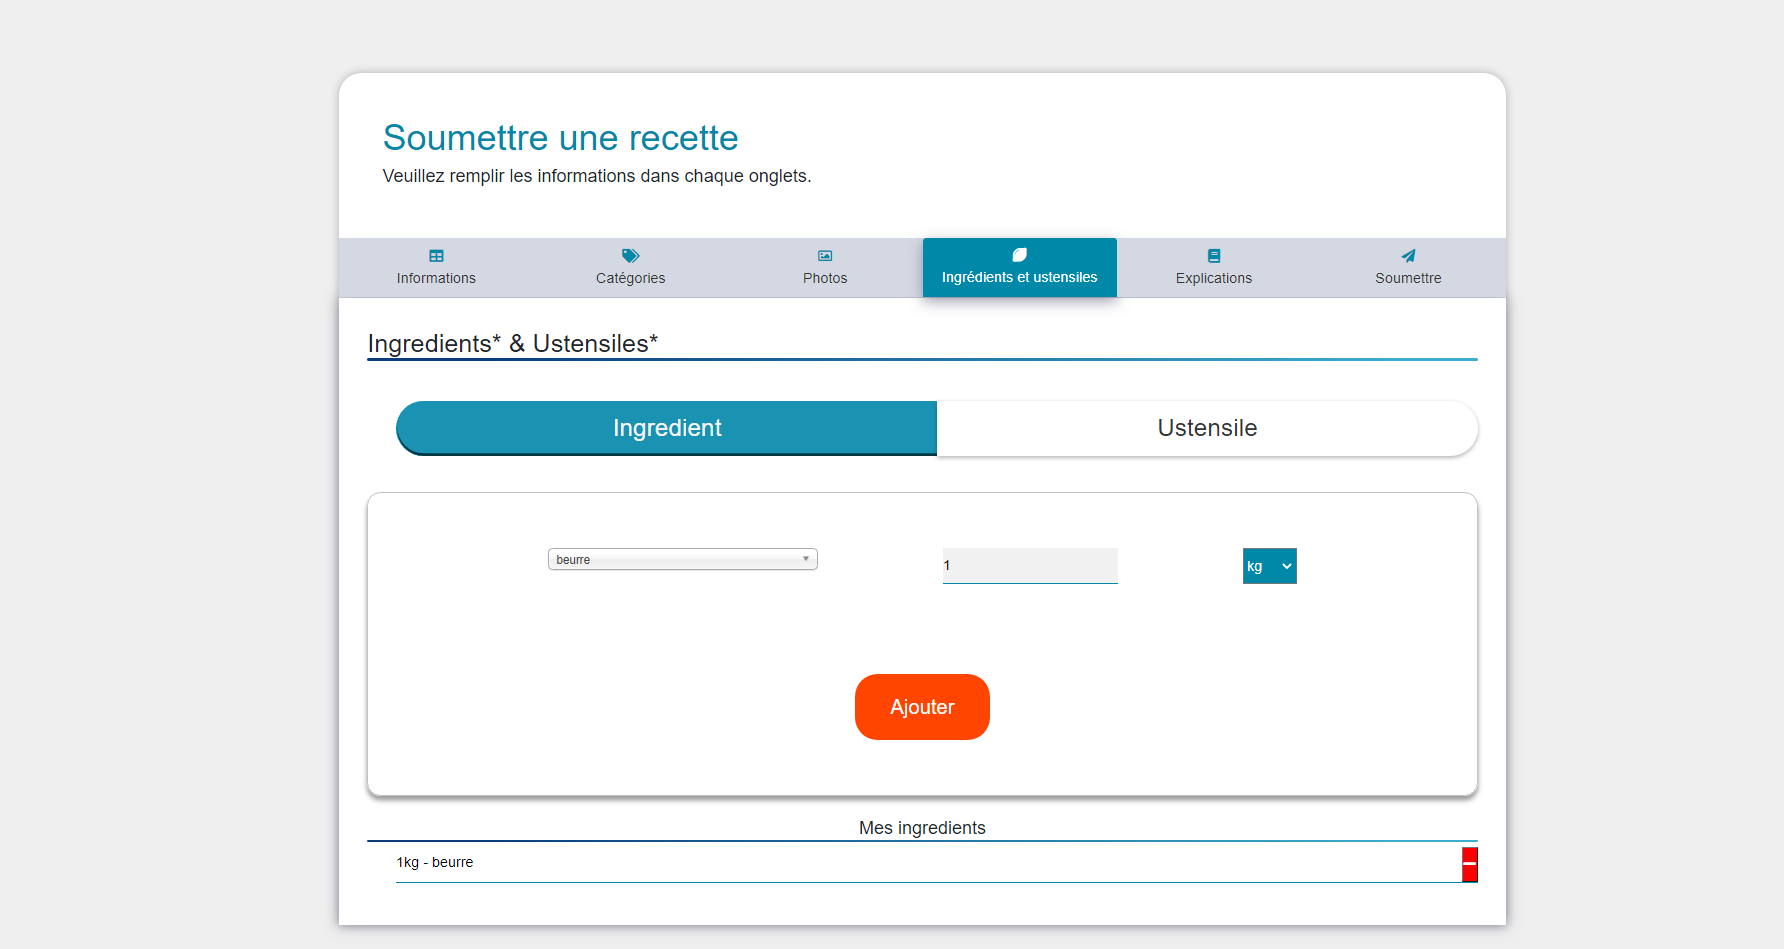 Soumettre une recette
Veuillez remplir les informations dans chaque onglets.
Informations
Catégories
Photos
Ingrédients et ustensiles
Explications
Soumettre
Ingredients* & Ustensiles*
Ingredient
Ustensile
beurre
1
kg
Ajouter
Mes ingredients
1kg - beurre